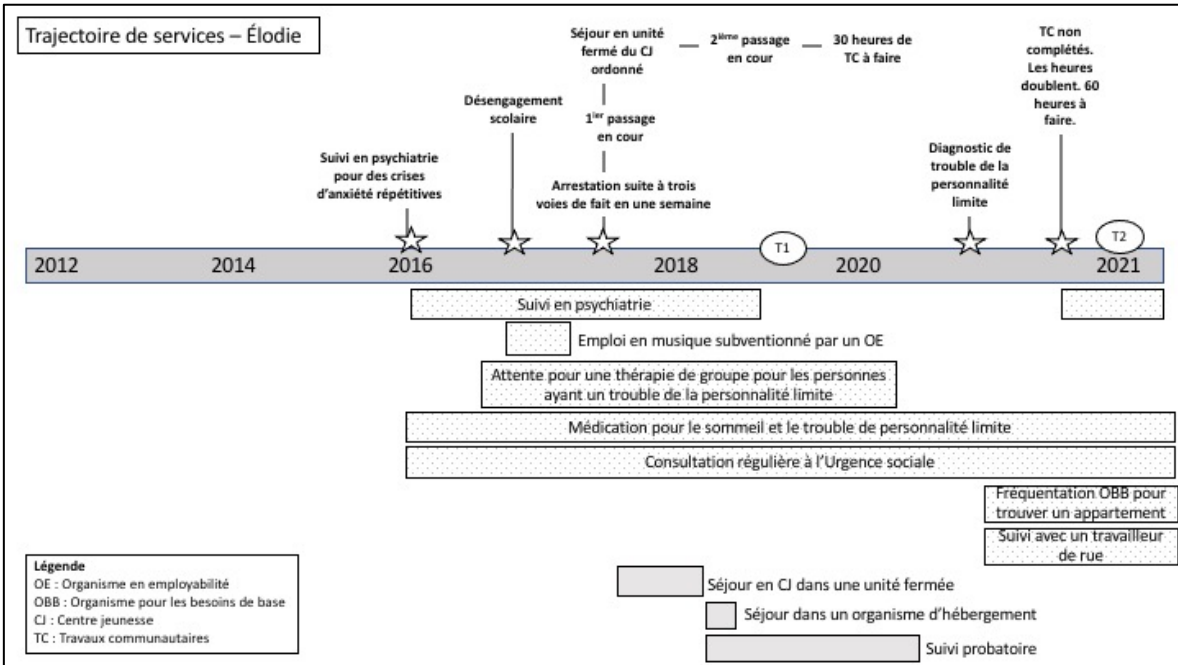 Trajectoire de services – Élodie
Séjour en unité
fermé du CJ
ordonné
2ième passage
en cour
30 heures de
TC à faire
TC non
complétés.
Les heures
doublent. 60
heures à
faire.
Désengagement
scolaire
1ier passage
en cour
Suivi en psychiatrie
pour des crises
d'anxiété répétitives
Arrestation suite à trois
voies de fait en une semaine
Diagnostic de
trouble de la
personnalité
limite
T1
T2
2012
2014
2016
2018
2020
2021
Suivi en psychiatrie
Emploi en musique subventionné par un OE
Attente pour une thérapie de groupe pour les personnes
ayant un trouble de la personnalité limite
Médication pour le sommeil et le trouble de personnalité limite
Consultation régulière à l'Urgence sociale
Fréquentation OBB pour
trouver un appartement
Suivi avec un travailleur
de rue
Légende
OE : Organisme en employabilité
OBB : Organisme pour les besoins de base
CJ : Centre jeunesse
TC : Travaux communautaires
Séjour en CJ dans une unité fermée
Séjour dans un organisme d'hébergement
Suivi probatoire